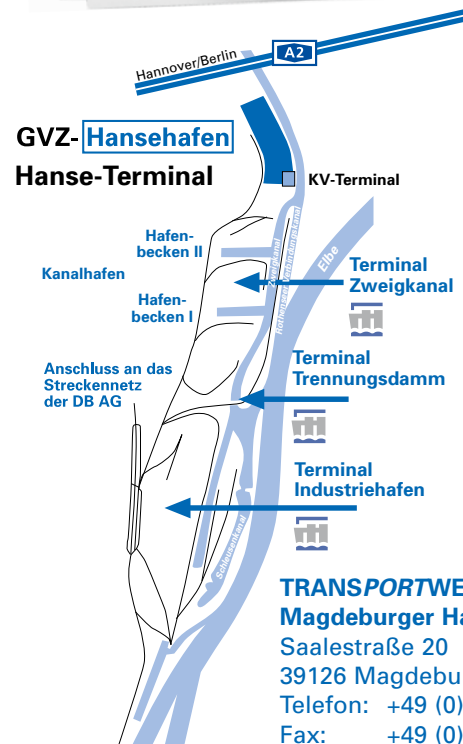 Hannover/Berlin
A2
GVZ-Hansehafen
Hanse-Terminal
KV-Terminal
Hafen-
becken II
Kanalhafen
Zweigkanal
Rothenseer Verbindungskanal
Elbe
Terminal
Zweigkanal
Hafen-
becken I
Anschluss an das
Streckennetz
der DB AG
Terminal
Trennungsdamm
Terminal
Industriehafen
Schleusenkanal
TRANSPORTWE
Magdeburger Ha
Saalestraße 20
39126 Magdebu
Telefon: +49 (0)
Fax: +49 (0)